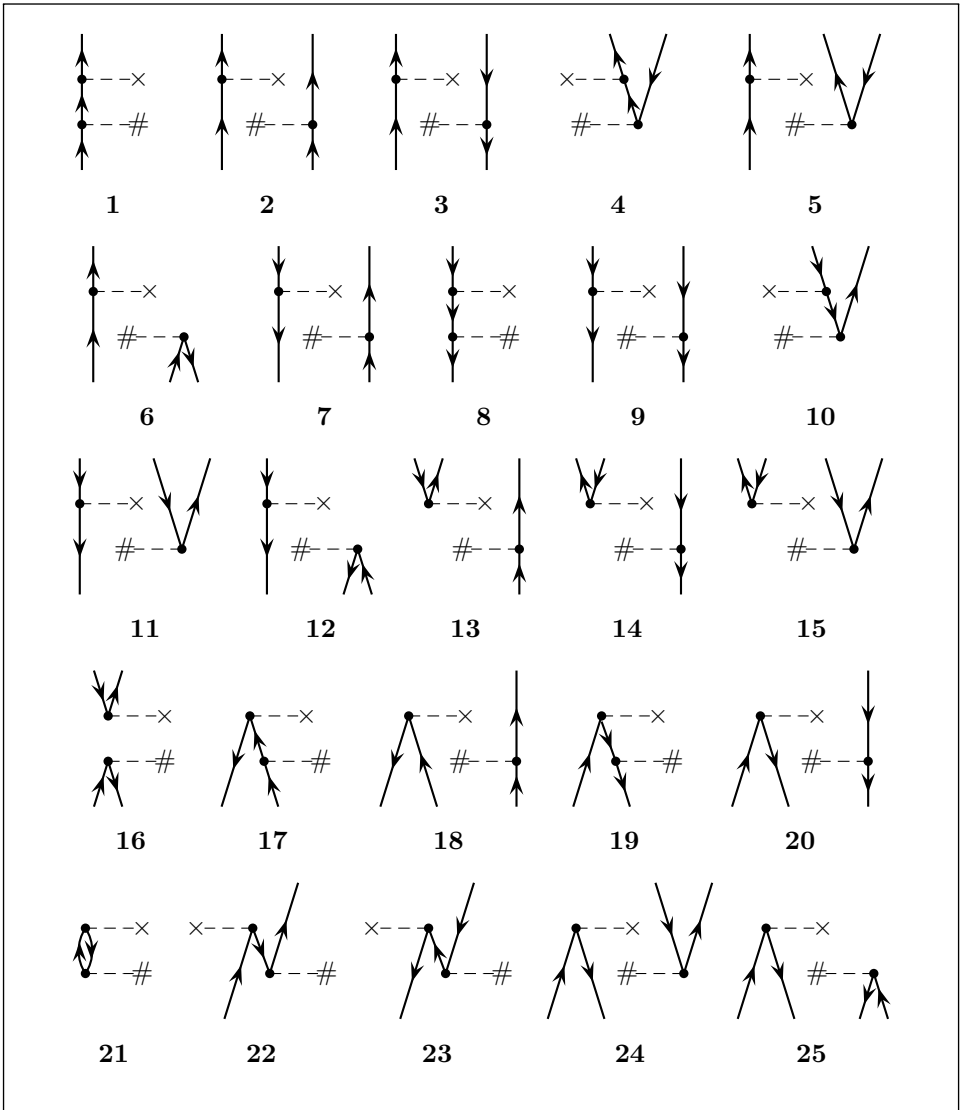 × × × × ×
# # # # #
1 2 3 4 5
× × × × ×
# # # # #
6 7 8 9 10
× × × × ×
# # # # #
11 12 13 14 15
× × × × ×
# # # # #
16 17 18 19 20
× × × × ×
# # # # #
21 22 23 24 25